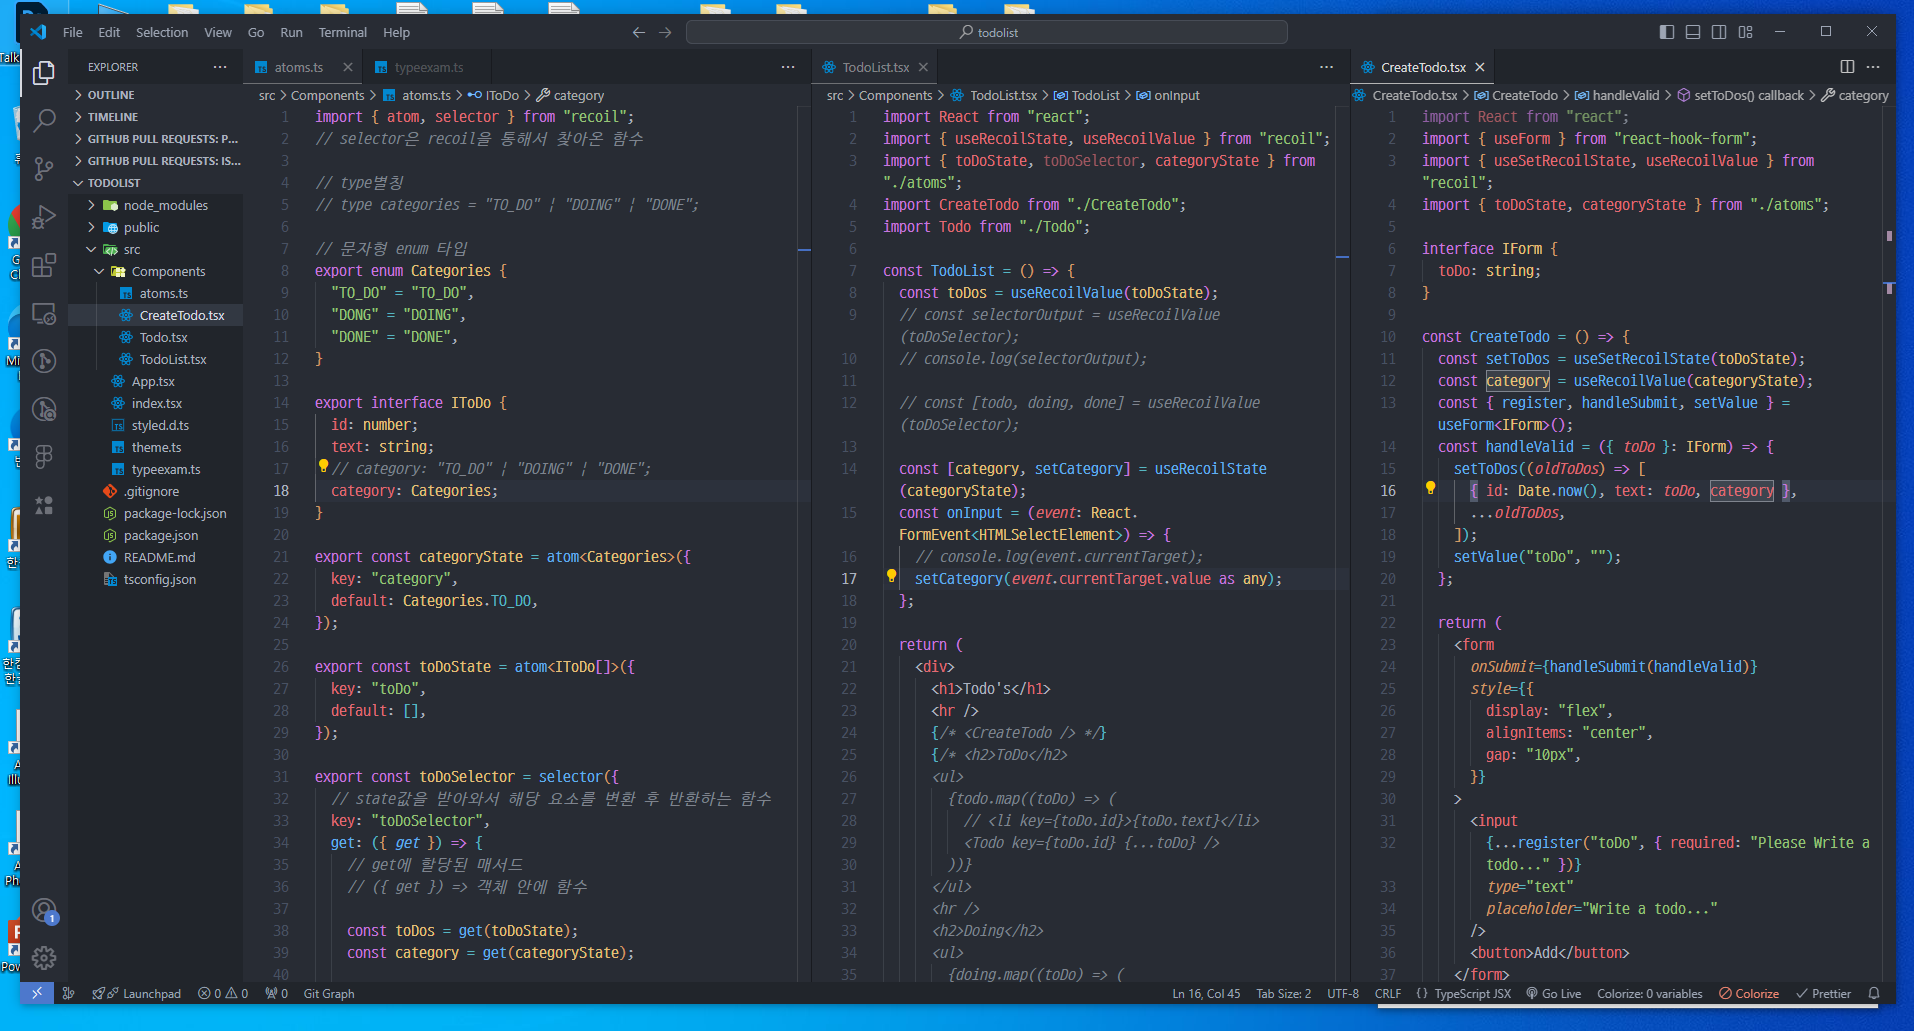 File Edit Selection View Go Run Terminal Help
todolist
EXPLORER
OUTLINE
TIMELINE
GITHUB PULL REQUESTS: P...
GITHUB PULL REQUESTS: IS...
TODOLIST
node_modules
public
src
Components
atoms.ts
CreateTodo.tsx
Todo.tsx
TodoList.tsx
App.tsx
index.tsx
styled.d.ts
theme.ts
typeexam.ts
.gitignore
package-lock.json
package.json
README.md
tsconfig.json
atoms.ts
typeexam.ts
src > Components > atoms.ts > IToDo > category
1 import { atom, selector } from "recoil";
2 // selector은 recoil을 통해서 찾아온 함수
3
4 // type별칭
5 // type categories = "TO_DO" ¦ "DOING" ¦ "DONE";
6
7 // 문자형 enum 타입
8 export enum Categories {
9 "TO_DO" = "TO_DO",
10 "DONG" = "DOING",
11 "DONE" = "DONE",
12 }
13
14 export interface IToDo {
15 id: number;
16 text: string;
17 // category: "TO_DO" ¦ "DOING" ¦ "DONE";
18 category: Categories;
19 }
20
21 export const categoryState = atom<Categories>({
22 key: "category",
23 default: Categories.TO_DO,
24 });
25
26 export const toDoState = atom<IToDo[]>({
27 key: "toDo",
28 default: [],
29 });
30
31 export const toDoSelector = selector({
32 // state값을 받아와서 해당 요소를 변환 후 반환하는 함수
33 key: "toDoSelector",
34 get: ({ get }) => {
35 // get에 할당된 매서드
36 // ({ get }) => 객체 안에 함수
37
38 const toDos = get(toDoState);
39 const category = get(categoryState);
40
TodoList.tsx
src > Components > TodoList.tsx > TodoList > onInput
1 import React from "react";
2 import { useRecoilState, useRecoilValue } from "recoil";
3 import { toDoState, toDoSelector, categoryState } from
"./atoms";
4 import CreateTodo from "./CreateTodo";
5 import Todo from "./Todo";
6
7 const TodoList = () => {
8 const toDos = useRecoilValue(toDoState);
9 // const selectorOutput = useRecoilValue
(toDoSelector);
10 // console.log(selectorOutput);
11
12 // const [todo, doing, done] = useRecoilValue
(toDoSelector);
13
14 const [category, setCategory] = useRecoilState
(categoryState);
15 const onInput = (event: React.
FormEvent<HTMLSelectElement>) => {
16 // console.log(event.currentTarget);
17 setCategory(event.currentTarget.value as any);
18 };
19
20 return (
21 <div>
22 <h1>Todo's</h1>
23 <hr />
24 {/* <CreateTodo /> */}
25 {/* <h2>ToDo</h2>
26 <ul>
27 {todo.map((toDo) => (
28 // <li key={toDo.id}>{toDo.text}</li>
29 <Todo key={toDo.id} {...toDo} />
30 ))}
31 </ul>
32 <hr />
33 <h2>Doing</h2>
34 <ul>
35 {doing.map((toDo) => (
CreateTodo.tsx
CreateTodo.tsx > CreateTodo > handleValid > setToDos() callback > category
1 import React from "react";
2 import { useForm } from "react-hook-form";
3 import { useSetRecoilState, useRecoilValue } from
"recoil";
4 import { toDoState, categoryState } from "./atoms";
5
6 interface IForm {
7 toDo: string;
8 }
9
10 const CreateTodo = () => {
11 const setToDos = useSetRecoilState(toDoState);
12 const category = useRecoilValue(categoryState);
13 const { register, handleSubmit, setValue } =
useForm<IForm>();
14 const handleValid = ({ toDo }: IForm) => {
15 setToDos((oldToDos) => [
16 { id: Date.now(), text: toDo, category },
17 ...oldToDos,
18 ]);
19 setValue("toDo", "");
20 };
21
22 return (
23 <form
24 onSubmit={handleSubmit(handleValid)}
25 style={{
26 display: "flex",
27 alignItems: "center",
28 gap: "10px",
29 }}
30 >
31 <input
32 {...register("toDo", { required: "Please Write a
todo..." })}
33 type="text"
34 placeholder="Write a todo..."
35 />
36 <button>Add</button>
37 </form>
Launchpad 0 0 0 Git Graph
Ln 16, Col 45 Tab Size: 2 UTF-8 CRLF {} TypeScript JSX Go Live Colorize: 0 variables Colorize Prettier